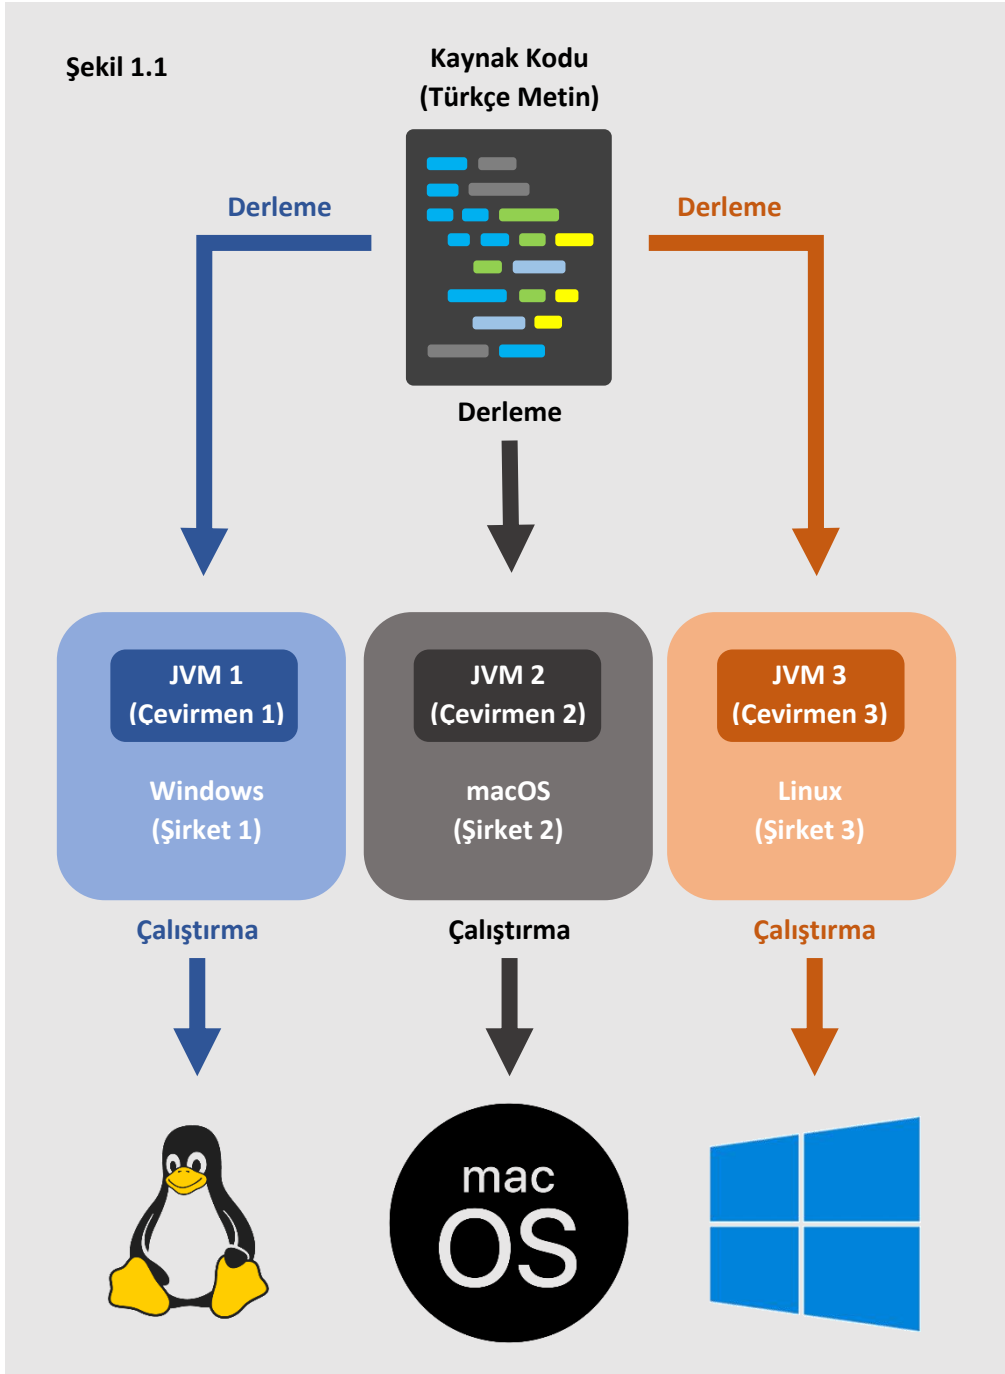 Şekil 1.1
Kaynak Kodu
(Türkçe Metin)
Derleme
Derleme
Derleme
JVM 1
(Çevirmen 1)
Windows
(Şirket 1)
JVM 2
(Çevirmen 2)
macOS
(Şirket 2)
JVM 3
(Çevirmen 3)
Linux
(Şirket 3)
Çalıştırma
Çalıştırma
Çalıştırma
mac
OS